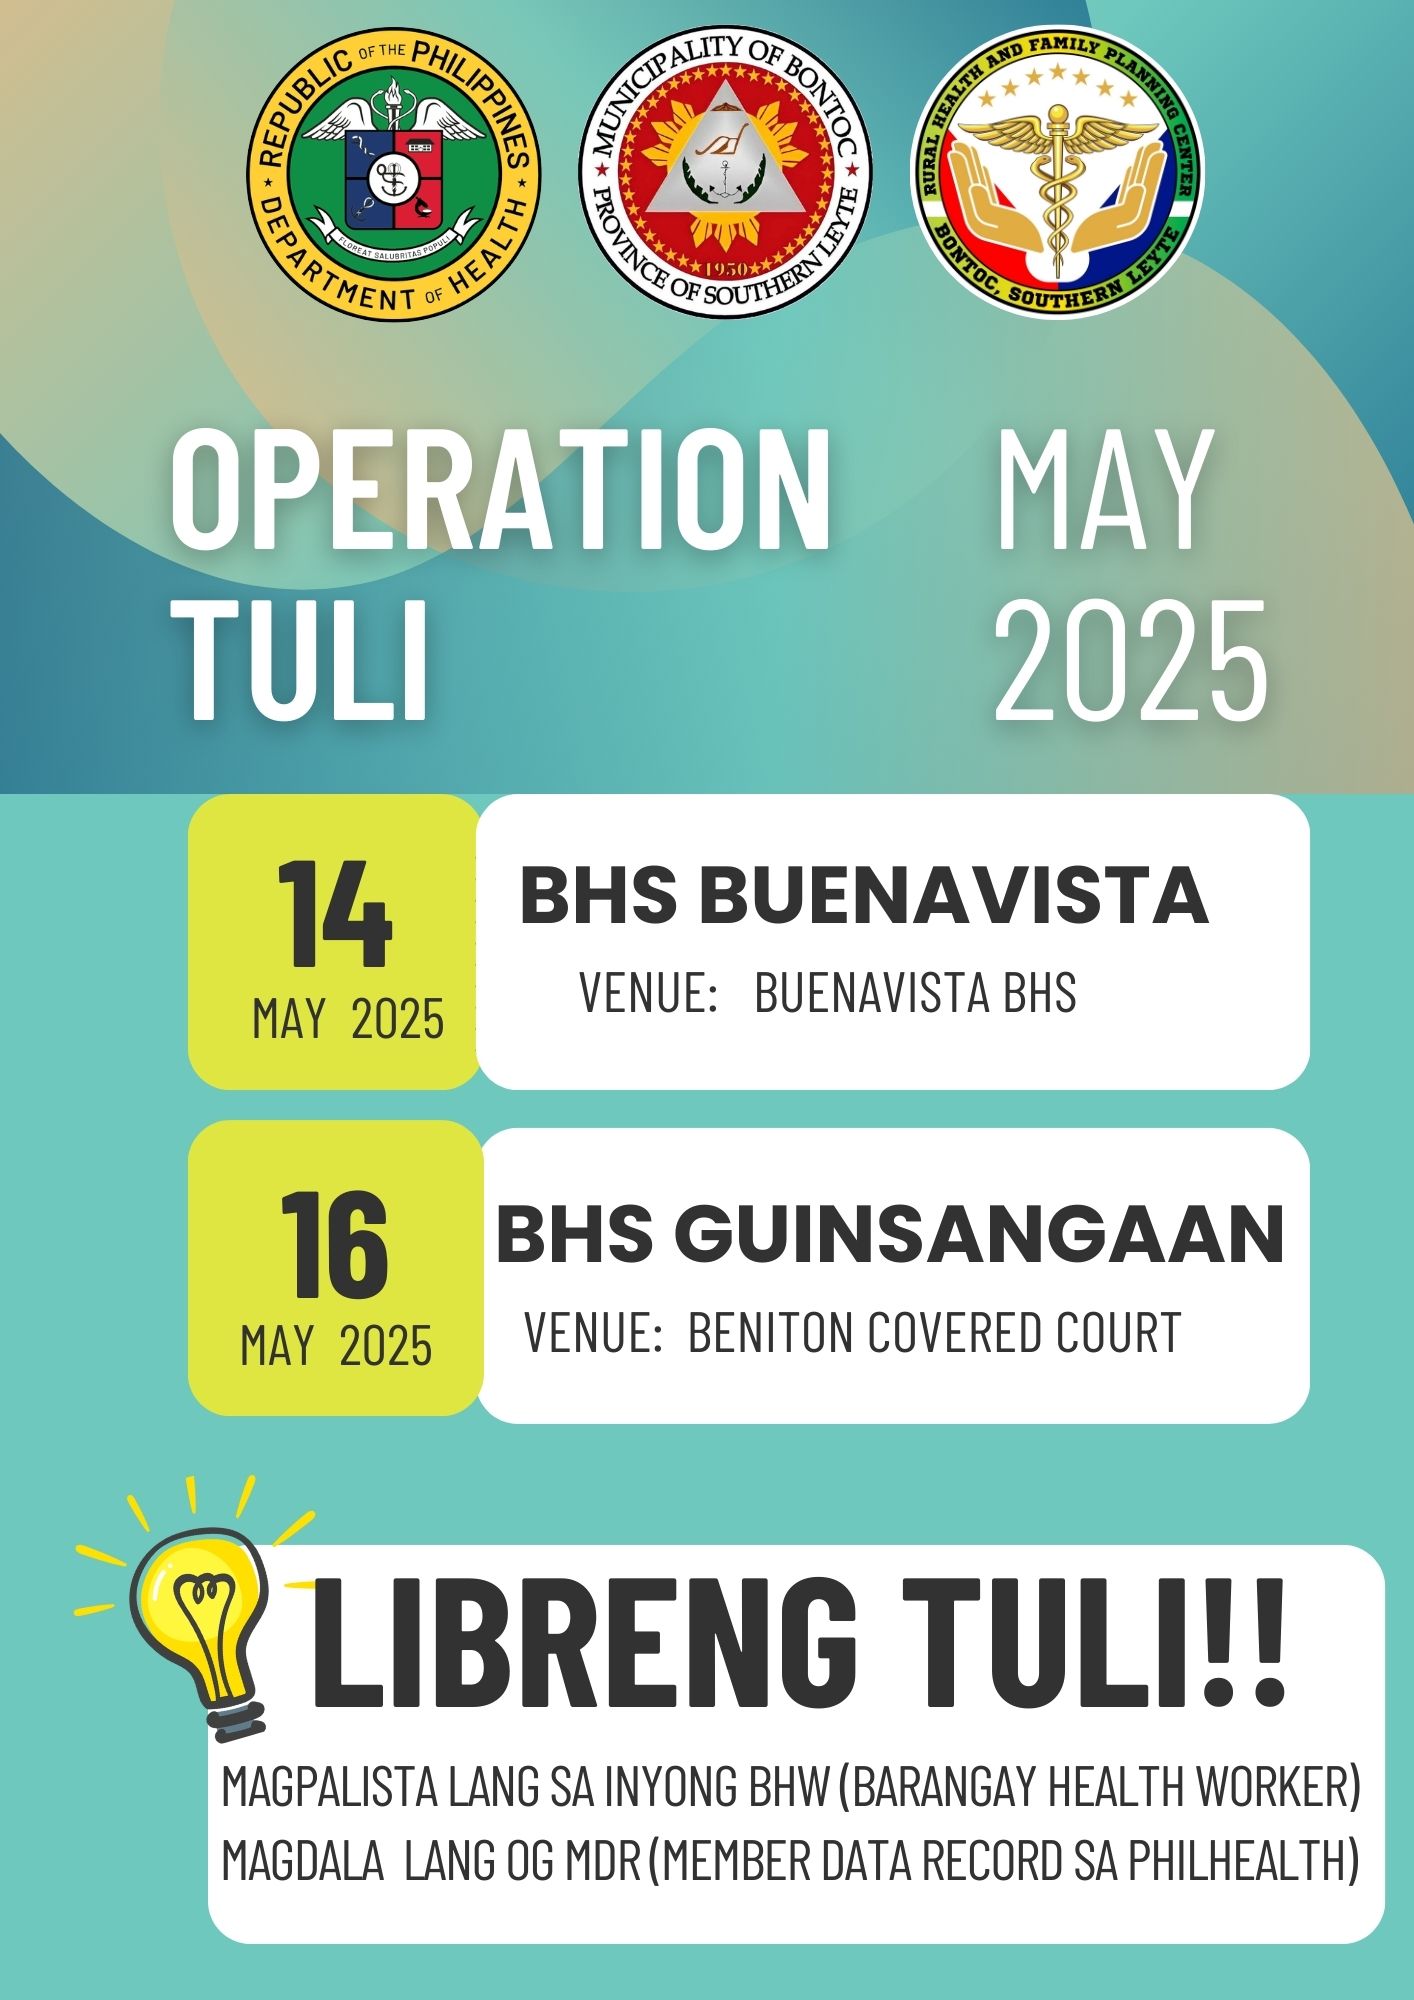 REPUBLIC OF THE PHILIPPINES
DEPARTMENT OF HEALTH
FLOREAT SALUBRITAS POPULI
MUNICIPALITY OF BONTOC
PROVINCE OF SOUTHERN LEYTE
1950
RURAL HEALTH AND FAMILY PLANNING CENTER
BONTOC, SOUTHERN LEYTE
OPERATION
TULI
MAY
2025
14
MAY 2025
BHS BUENAVISTA
VENUE: BUENAVISTA BHS
16
MAY 2025
BHS GUINSANGAAN
VENUE: BENITON COVERED COURT
LIBRENG TULI!!
MAGPALISTA LANG SA INYONG BHW (BARANGAY HEALTH WORKER)
MAGDALA LANG OG MDR (MEMBER DATA RECORD SA PHILHEALTH)